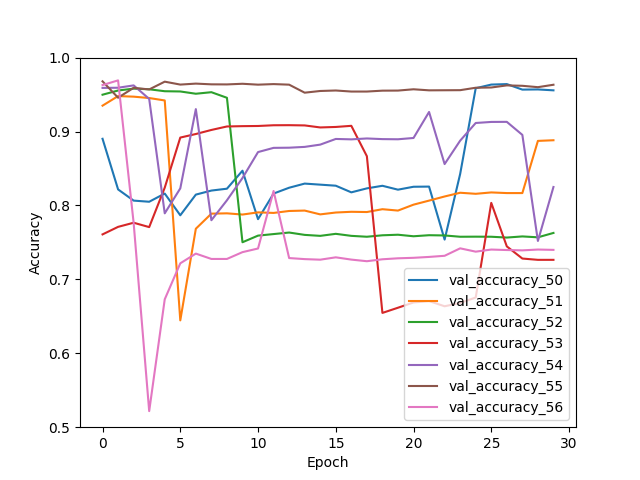 1.0
0.9
0.8
0.7
0.6
0.5
Accuracy
val_accuracy_50
val_accuracy_51
val_accuracy_52
val_accuracy_53
val_accuracy_54
val_accuracy_55
val_accuracy_56
0 5 10 15 20 25 30
Epoch